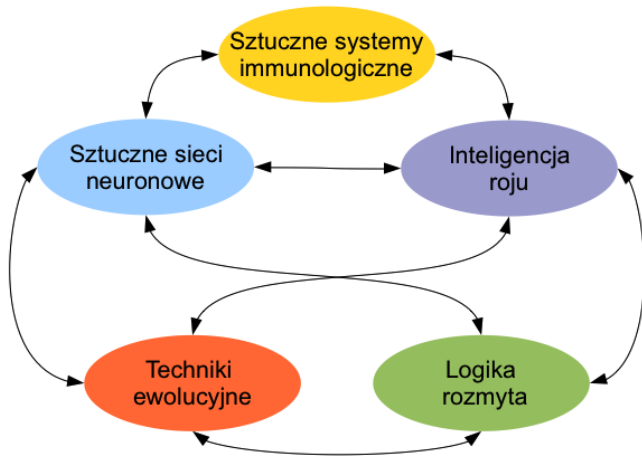 Sztuczne systemy
immunologiczne
Sztuczne sieci
neuronowe
Inteligencja
roju
Techniki
ewolucyjne
Logika
rozmyta